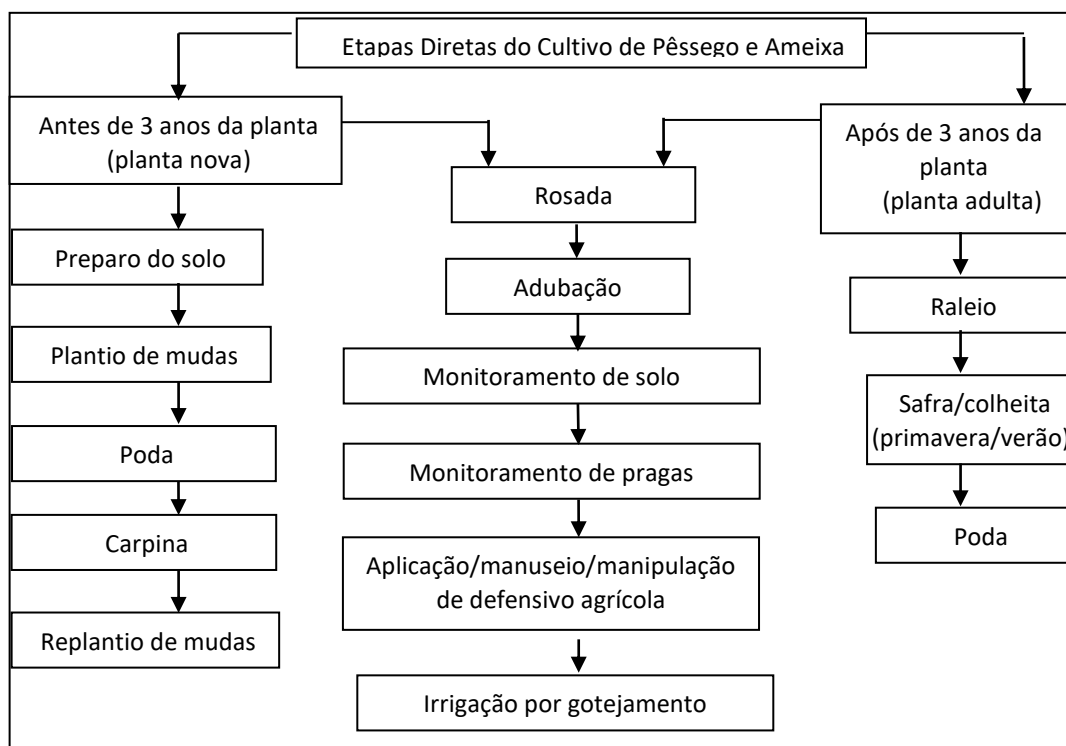 Etapas Diretas do Cultivo de Pêssego e Ameixa
Antes de 3 anos da planta
(planta nova)
Preparo do solo
Plantio de mudas
Poda
Carpina
Replantio de mudas
Rosada
Adubação
Monitoramento de solo
Monitoramento de pragas
Aplicação/manuseio/manipulação
de defensivo agrícola
Irrigação por gotejamento
Após de 3 anos da
planta
(planta adulta)
Raleio
Safra/colheita
(primavera/verão)
Poda